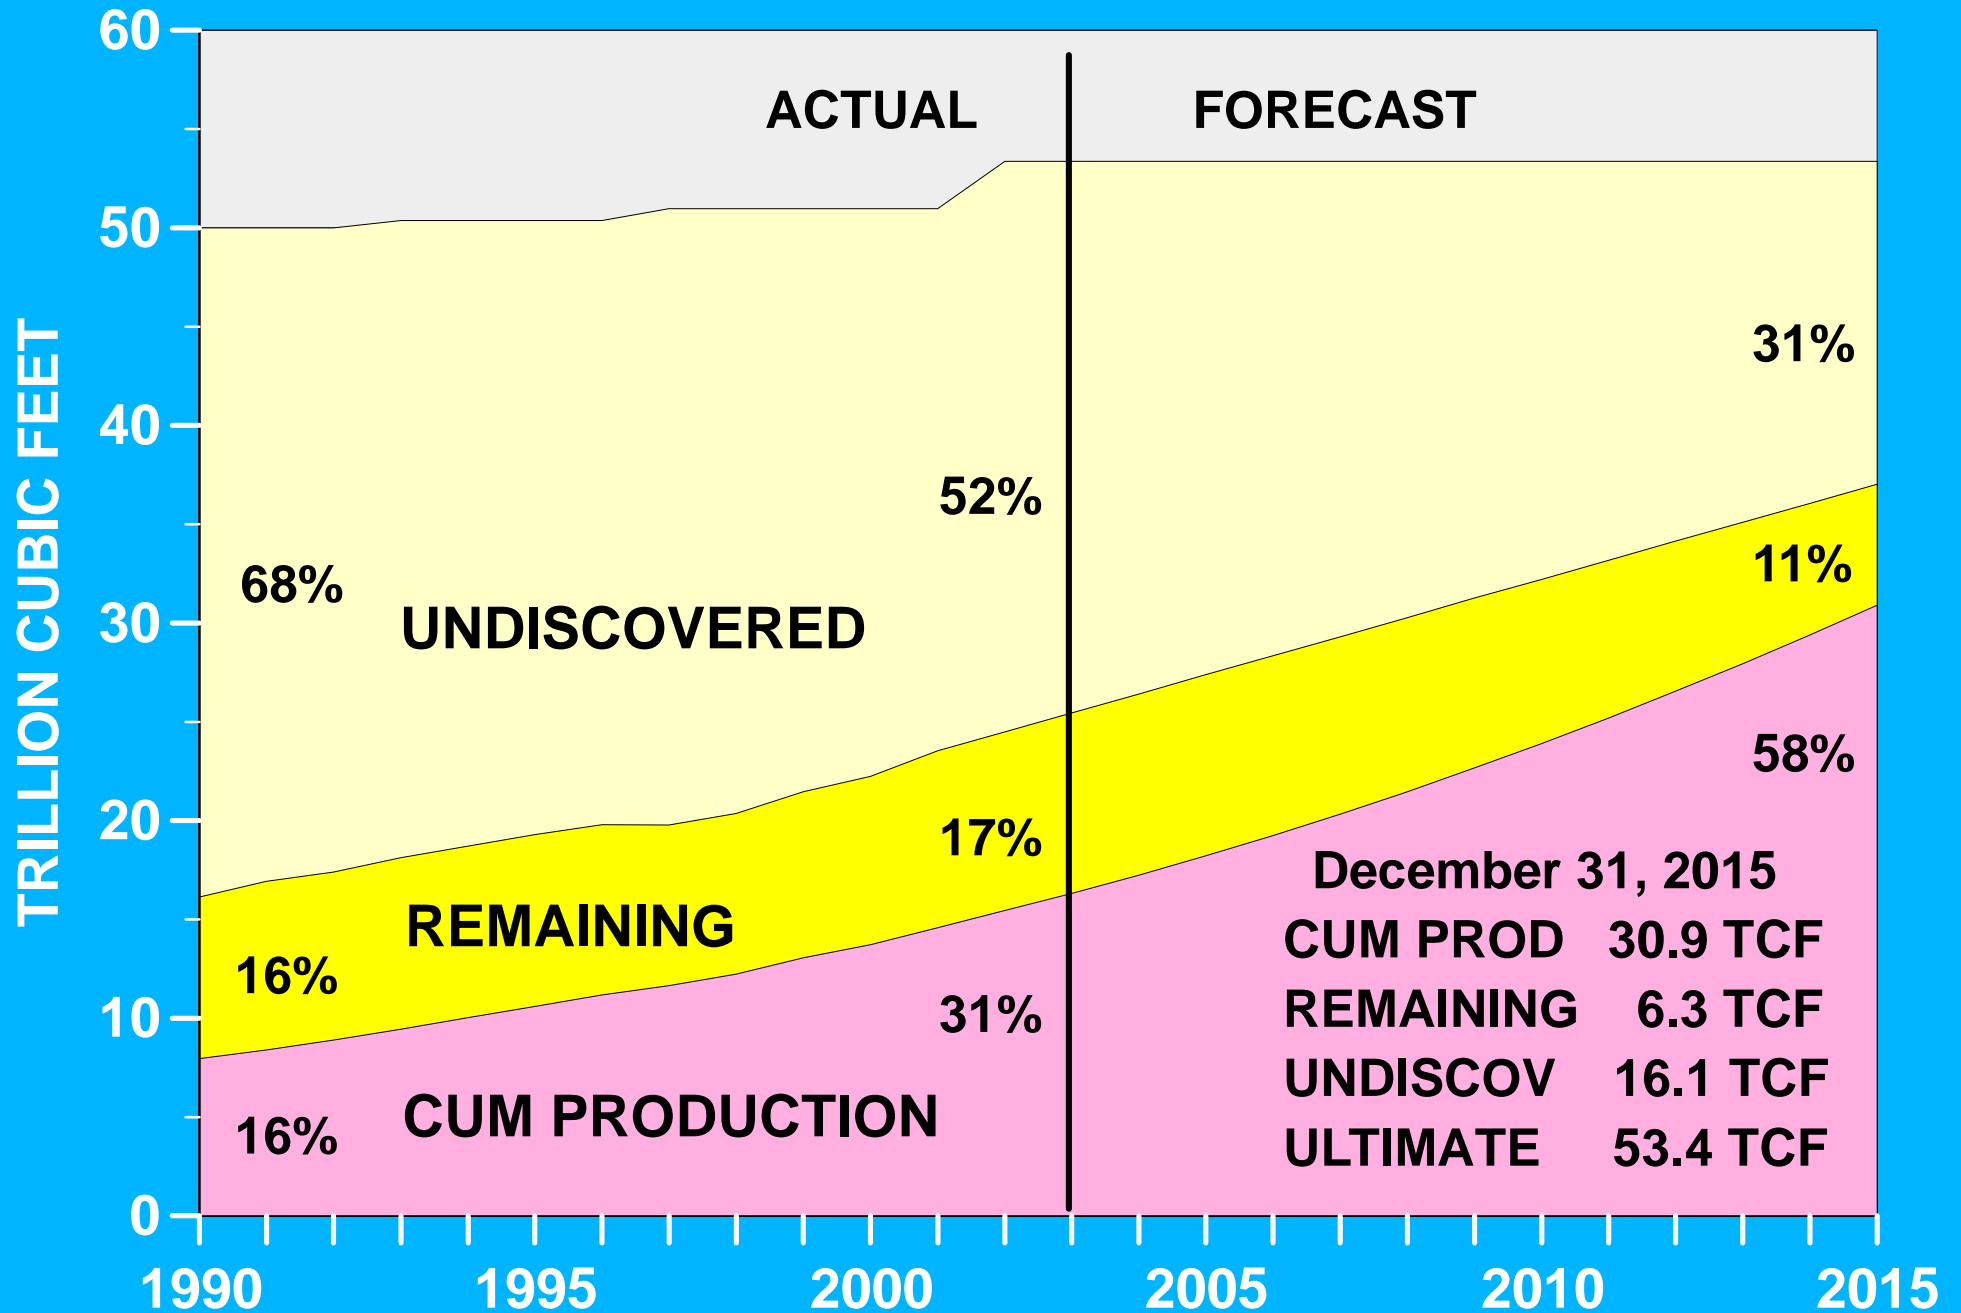 60
50
40
30
20
10
0
TRILLION CUBIC FEET
ACTUAL
FORECAST
31%
52%
68%
11%
UNDISCOVERED
58%
17%
REMAINING
16%
31%
CUM PRODUCTION
16%
December 31, 2015
CUM PROD 30.9 TCF
REMAINING 6.3 TCF
UNDISCOV 16.1 TCF
ULTIMATE 53.4 TCF
1990 1995 2000 2005 2010 2015